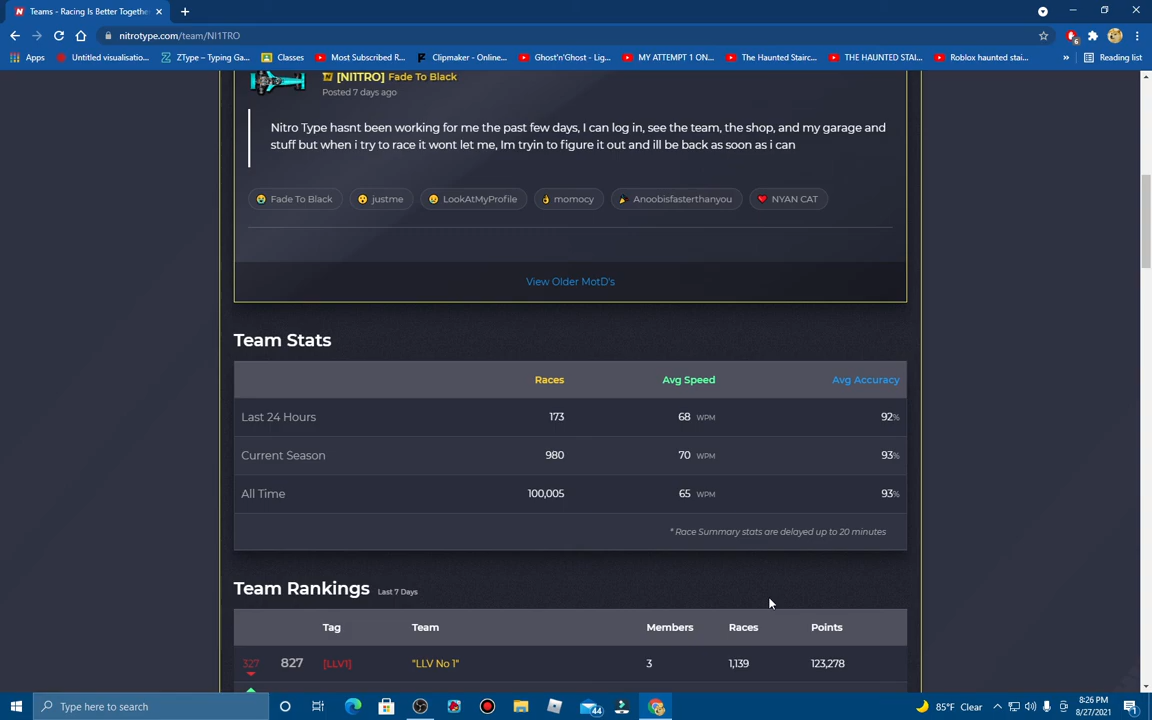 Teams - Racing Is Better Togethe
nitrotype.com/team/NI1TRO
6
Apps
Untitled visualisatio...
ZType – Typing Ga...
Classes
Most Subscribed R...
Clipmaker - Online...
Ghost'n'Ghost - Lig...
MY ATTEMPT 1 ON...
The Haunted Stairc...
THE HAUNTED STAI...
Roblox haunted stai...
»
Reading list
[NI1TRO] Fade To Black
Posted 7 days ago
Nitro Type hasnt been working for me the past few days, I can log in, see the team, the shop, and my garage and
stuff but when i try to race it wont let me, Im tryin to figure it out and ill be back as soon as i can
Fade To Black
justme
LookAtMyProfile
momocy
Anoobisfasterthanyou
NYAN CAT
View Older MotD's
Team Stats
Races Avg Speed Avg Accuracy
Last 24 Hours 173 68 WPM 92%
Current Season 980 70 WPM 93%
All Time 100,005 65 WPM 93%
* Race Summary stats are delayed up to 20 minutes
Team Rankings Last 7 Days
Tag Team Members Races Points
327 827 [LLV1] "LLV No 1" 3 1,139 123,278
Type here to search
44
85°F Clear
8:26 PM
8/27/2021
1